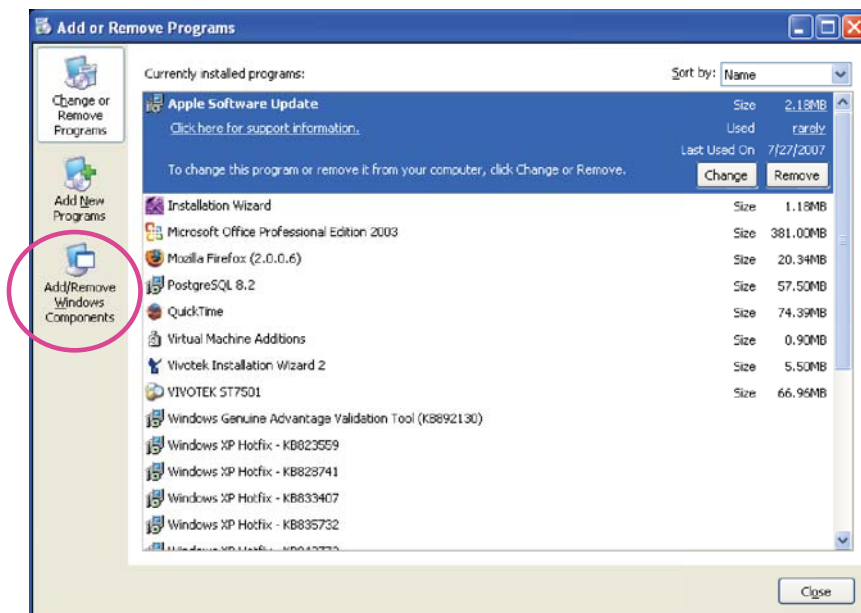 Add or Remove Programs
Change or
Remove
Programs
Add New
Programs
Add/Remove
Windows
Components
Currently installed programs:
Sort by: Name
Apple Software Update Size 2.18MB
Click here for support information. Used rarely
Last Used On 7/27/2007
To change this program or remove it from your computer, click Change or Remove. Change Remove
Installation Wizard Size 1.18MB
Microsoft Office Professional Edition 2003 Size 381.00MB
Mozilla Firefox (2.0.0.6) Size 20.34MB
PostgreSQL 8.2 Size 57.50MB
QuickTime Size 74.39MB
Virtual Machine Additions Size 0.90MB
Vivotek Installation Wizard 2 Size 5.50MB
VIVOTEK ST7501 Size 66.96MB
Windows Genuine Advantage Validation Tool (KB892130)
Windows XP Hotfix - KB823559
Windows XP Hotfix - KB828741
Windows XP Hotfix - KB833407
Windows XP Hotfix - KB835732
Windows XP Hotfix
Close